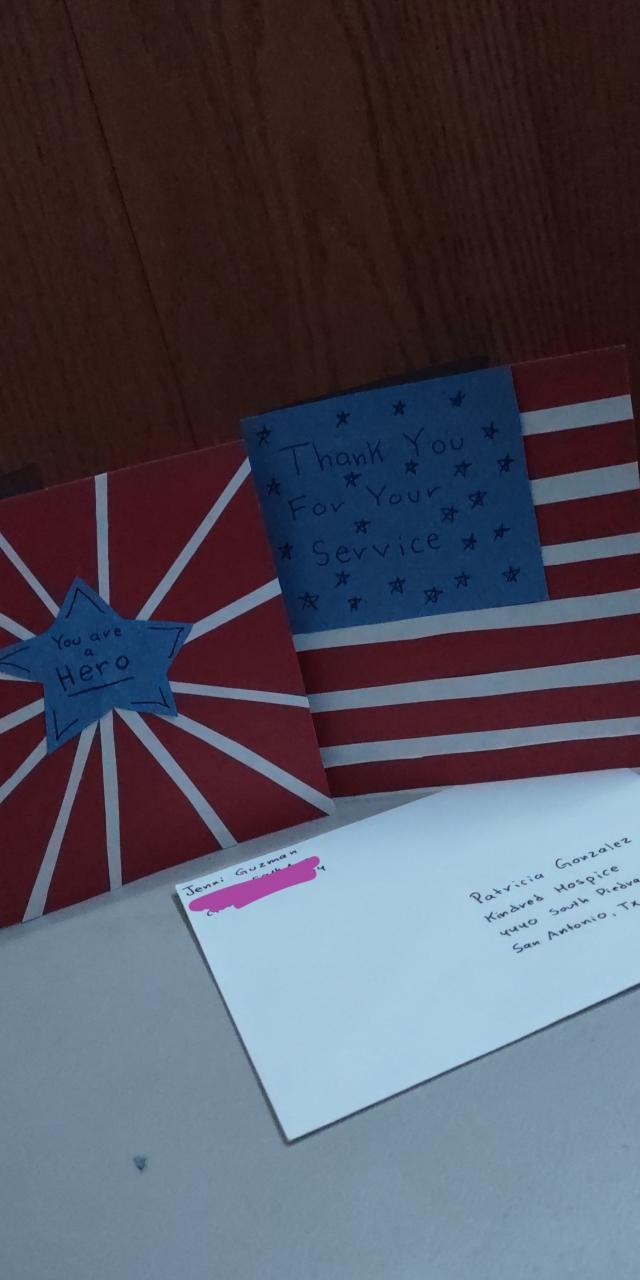 Thank You
For Your
Service
You are
a
Hero
Jenni Guzman
Patricia Gonzalez
Kindred Hospice
4440 South Piedra
San Antonio, Tx